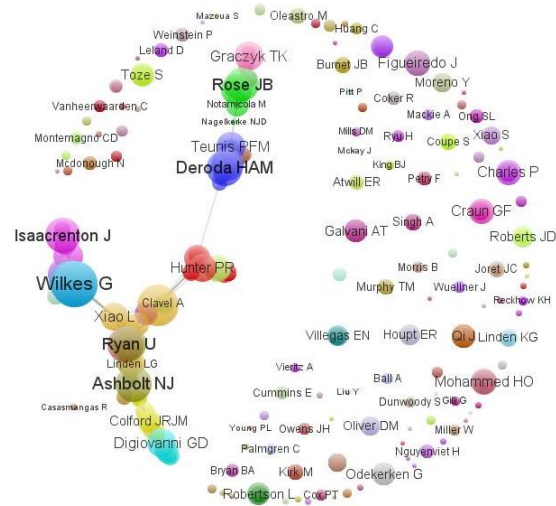 Mazoua S
Oleastro M
Weinstein P
Huang C
Leland D
Graczyk TK
Burnet JB
Figueiredo J
Toze S
Rose JB
Moreno Y
Pitt P
Coker R
Vanheerwaarden, C
Notarnicola M
Mackie A
Ong SL
Nagelkerke NJD
Mills DM
Ryu H
Xiao S
Montemagno CD
Teunis PFM
Coupe S
Mckay J
Mcdonough N
Deroda HAM
King BJ
Charles P
Atwill ER
Petry F
Craun GF
Singh A
Galvani AT
Roberts JD
Isaacrenton J
Hunter PR
Morris B
Joret JC
Wilkes G
Murphy TM
Wuellner J
Reckhow KH
Clavel A
Xiao L
Villegas EN
Houpt ER
Qi J
Linden KG
Ryan U
Linden LG
Vieritz A
Ball A
Mohammed HO
Ashbolt NJ
Cummins E
Liu Y
Dunwoody S
Gill G
Casasmangas R
Colford JRJM
Young PL
Owens JH
Oliver DM
Miller W
Digiovanni GD
Palmgren C
Nguyenviet H
Bryan BA
Kirk M
Odekerken G
Robertson L
Cox PT